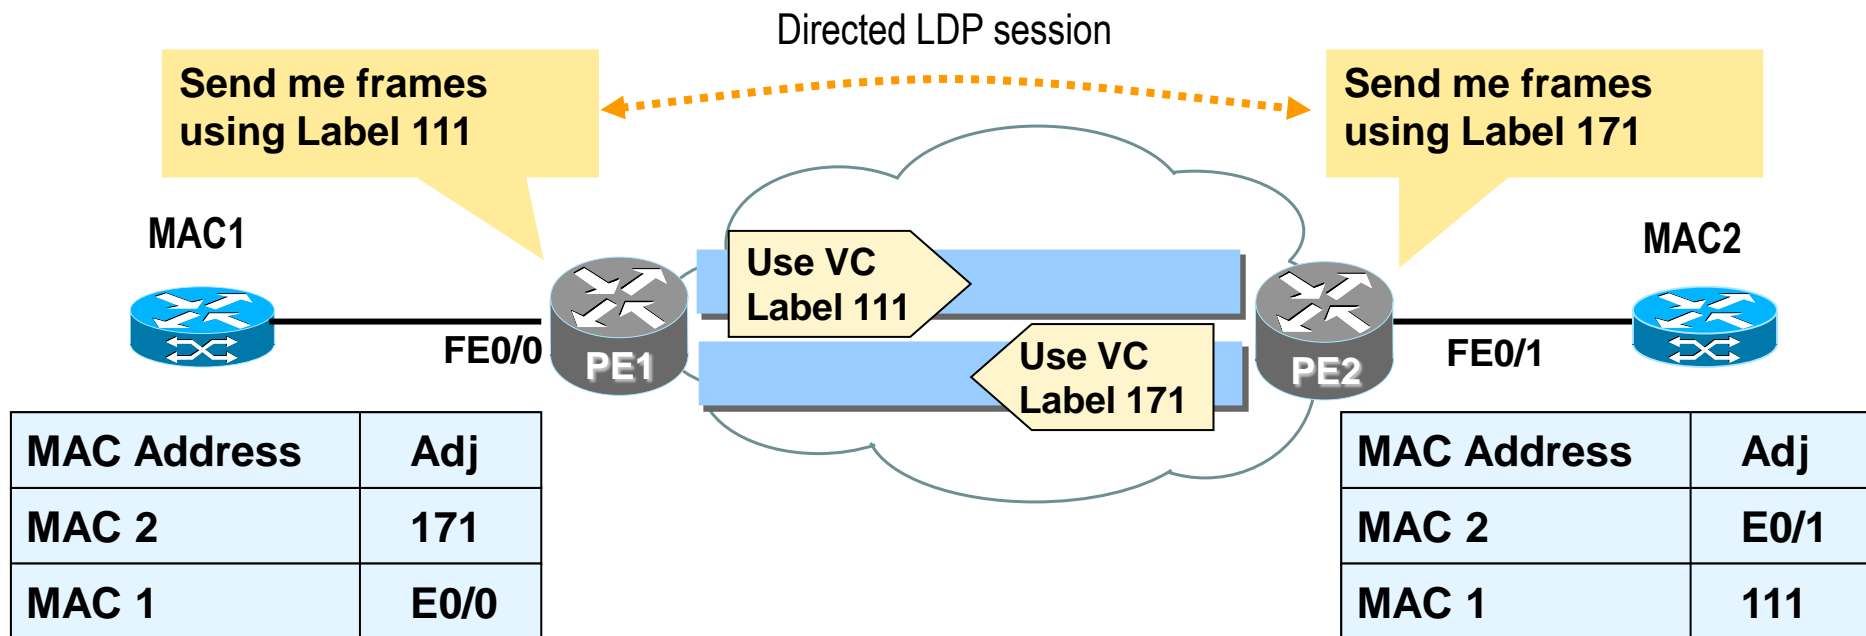 Directed LDP session
Send me frames
using Label 111
Send me frames
using Label 171
MAC1
MAC2
Use VC
Label 111
FE0/0
PE1
Use VC
Label 171
PE2
FE0/1
MAC Address Adj
MAC 2 171
MAC 1 E0/0
MAC Address Adj
MAC 2 E0/1
MAC 1 111